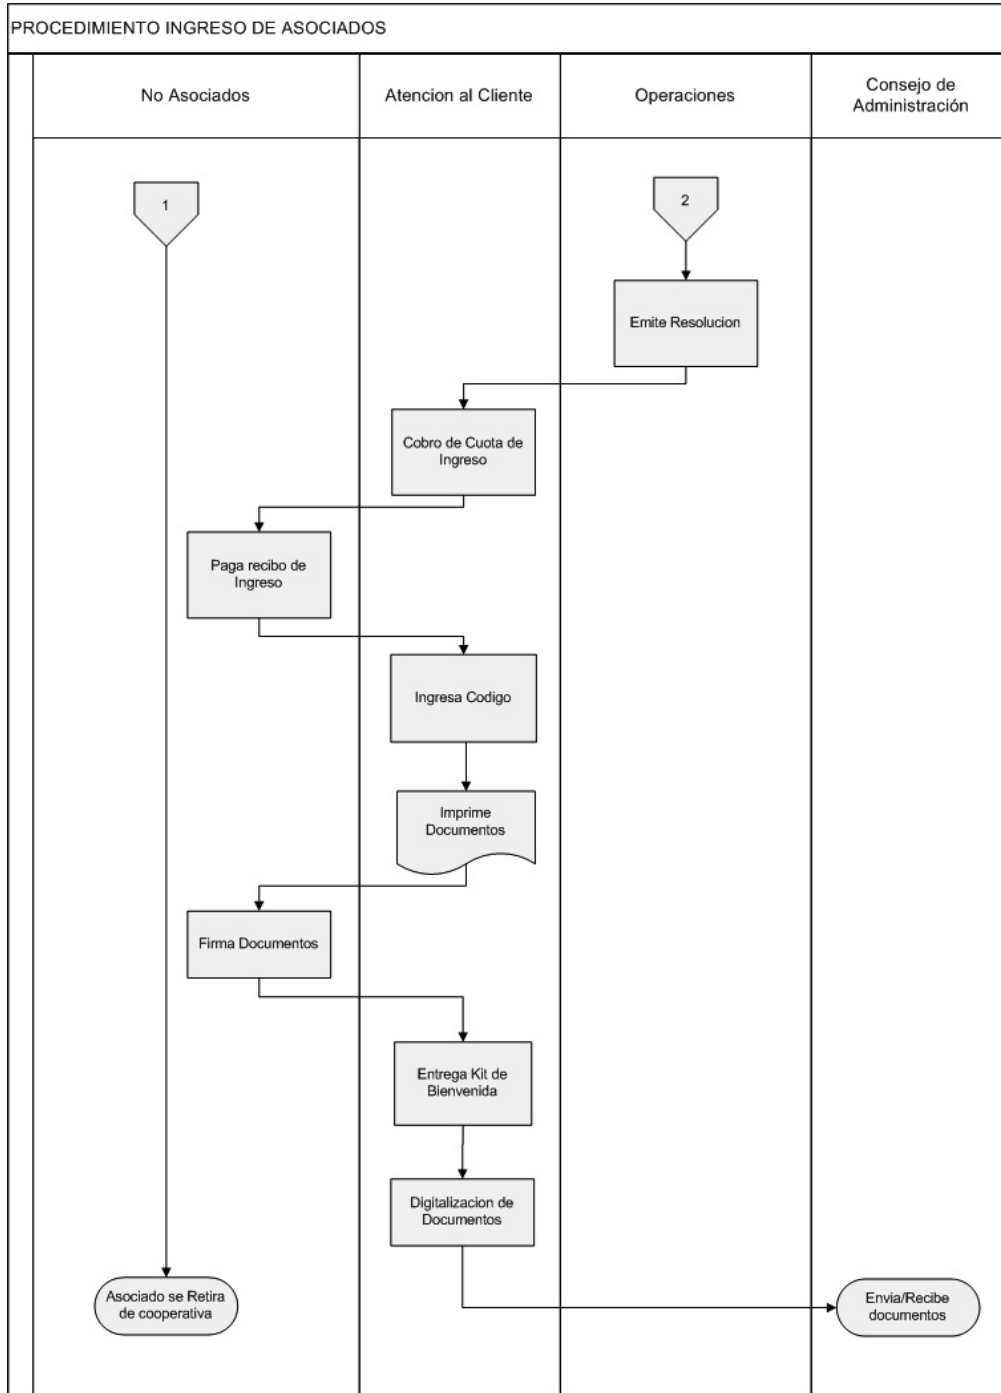 PROCEDIMIENTO INGRESO DE ASOCIADOS
No Asociados
Atencion al Cliente
Operaciones
Consejo de
Administración
1
2
Emite Resolucion
Cobro de Cuota de
Ingreso
Paga recibo de
Ingreso
Ingresa Codigo
Imprime
Documentos
Firma Documentos
Entrega Kit de
Bienvenida
Digitalizacion de
Documentos
Asociado se Retira
de cooperativa
Envia/Recibe
documentos